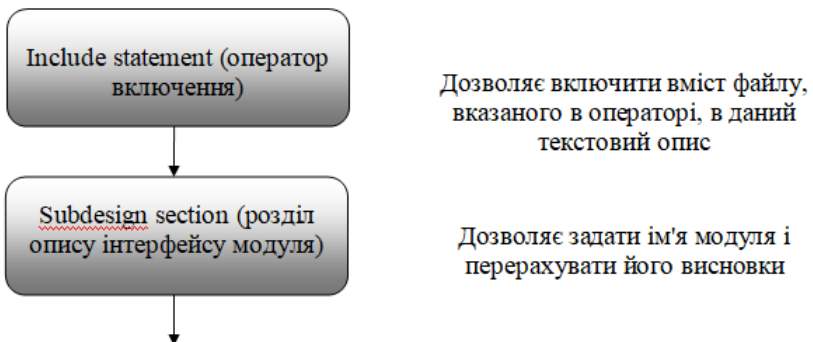 Include statement (оператор
включення)
Дозволяє включити вміст файлу,
вказаного в операторі, в даний
текстовий опис
Subdesign section (розділ
опису інтерфейсу модуля)
Дозволяє задати ім'я модуля і
перерахувати його висновки